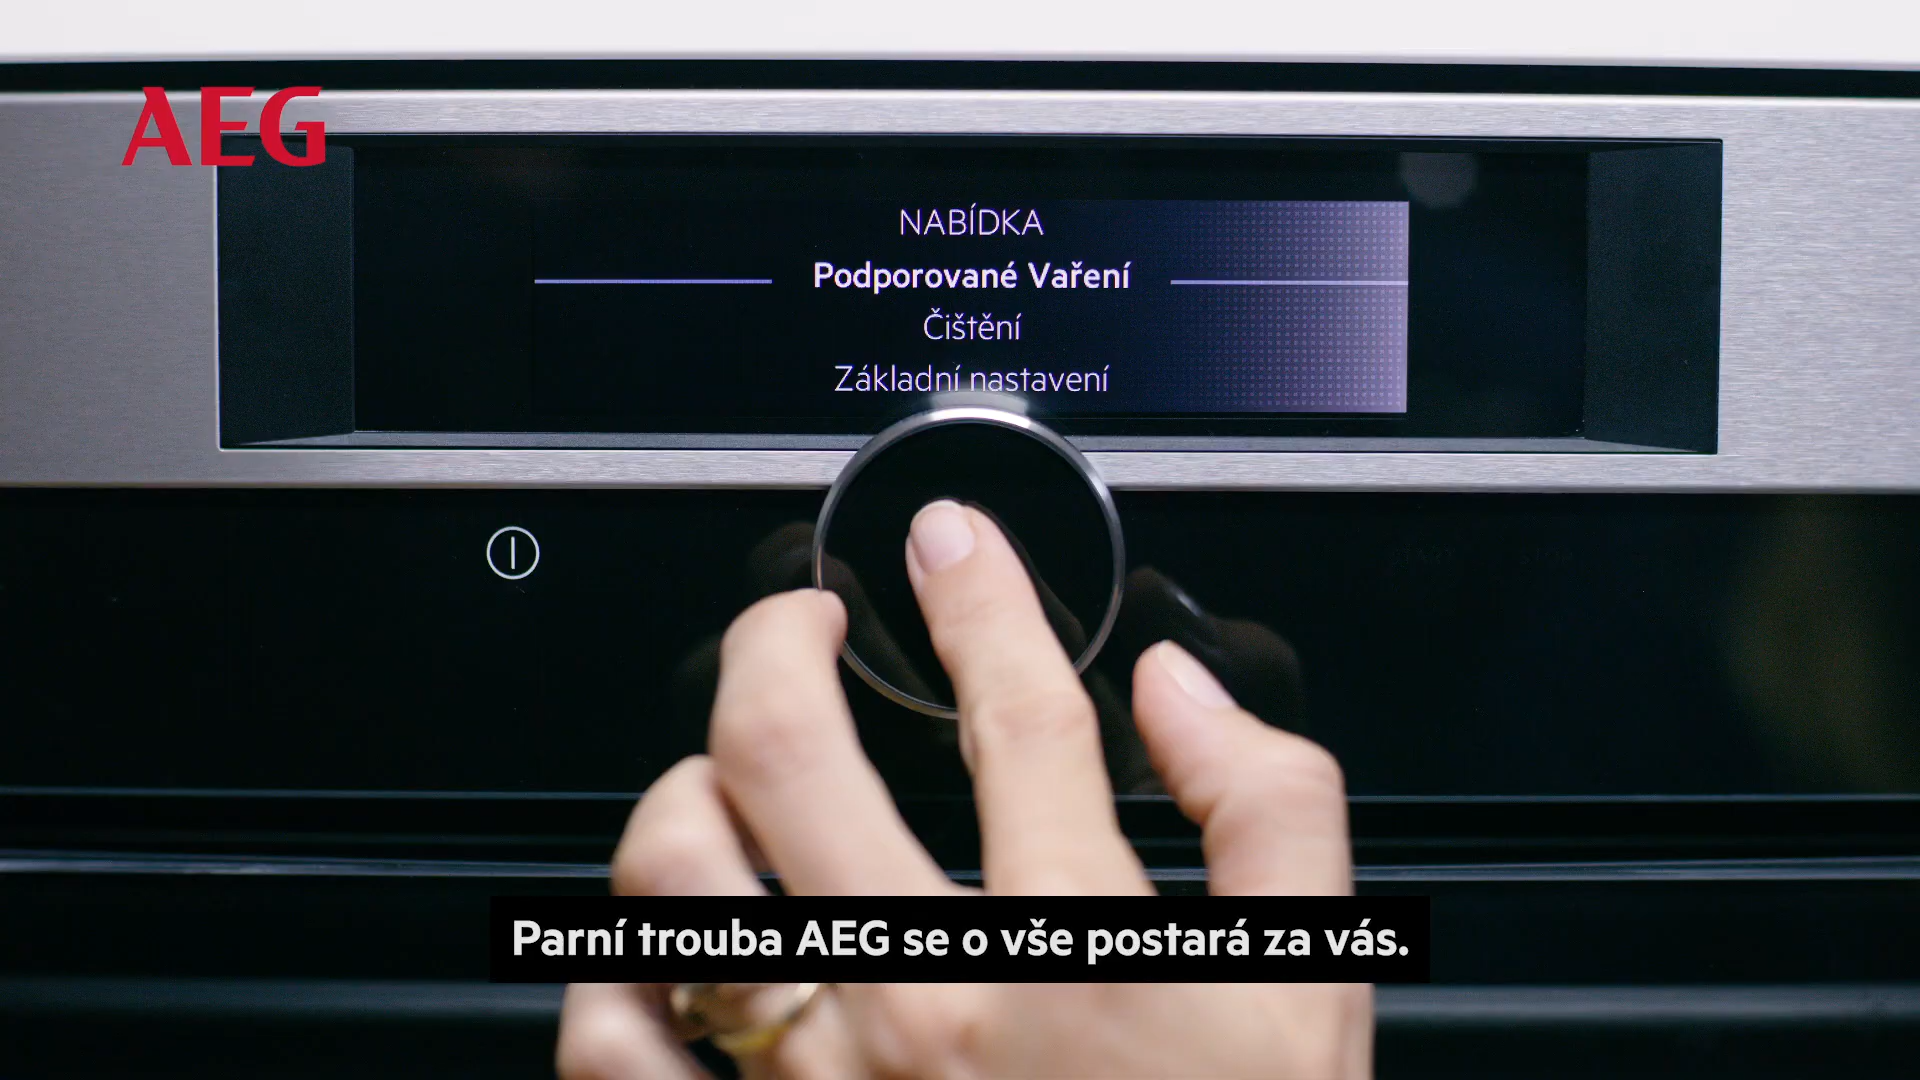 AEG
NABÍDKA
Podporované Vaření
Čištění
Základní nastavení
Parní trouba AEG se o vše postará za vás.